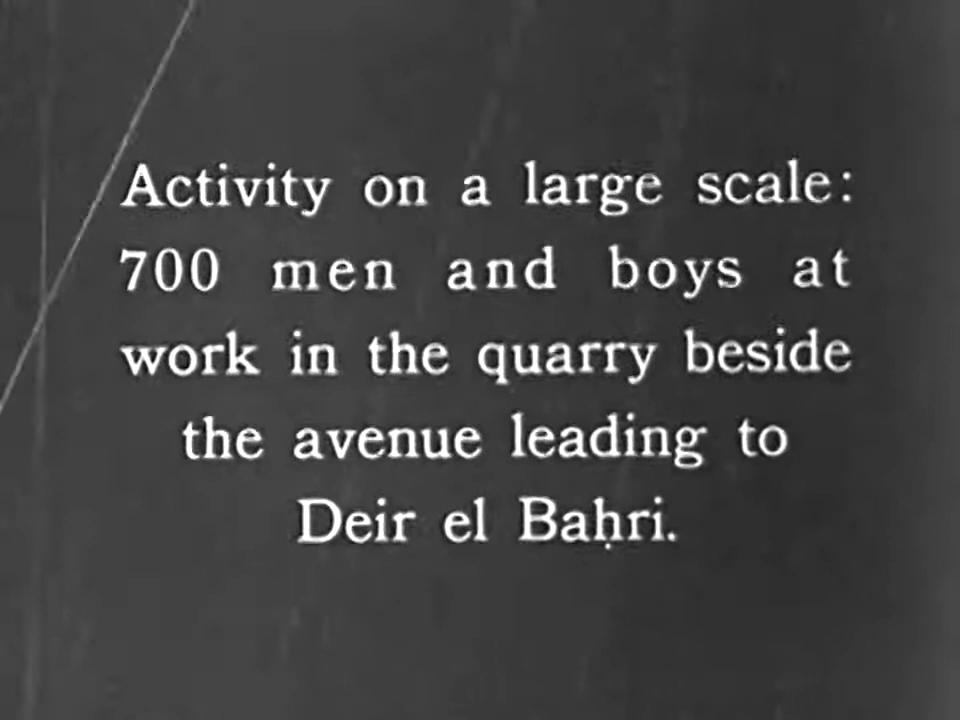 Activity on a large scale:
700 men and boys at
work in the quarry beside
the avenue leading to
Deir el Baḥri.